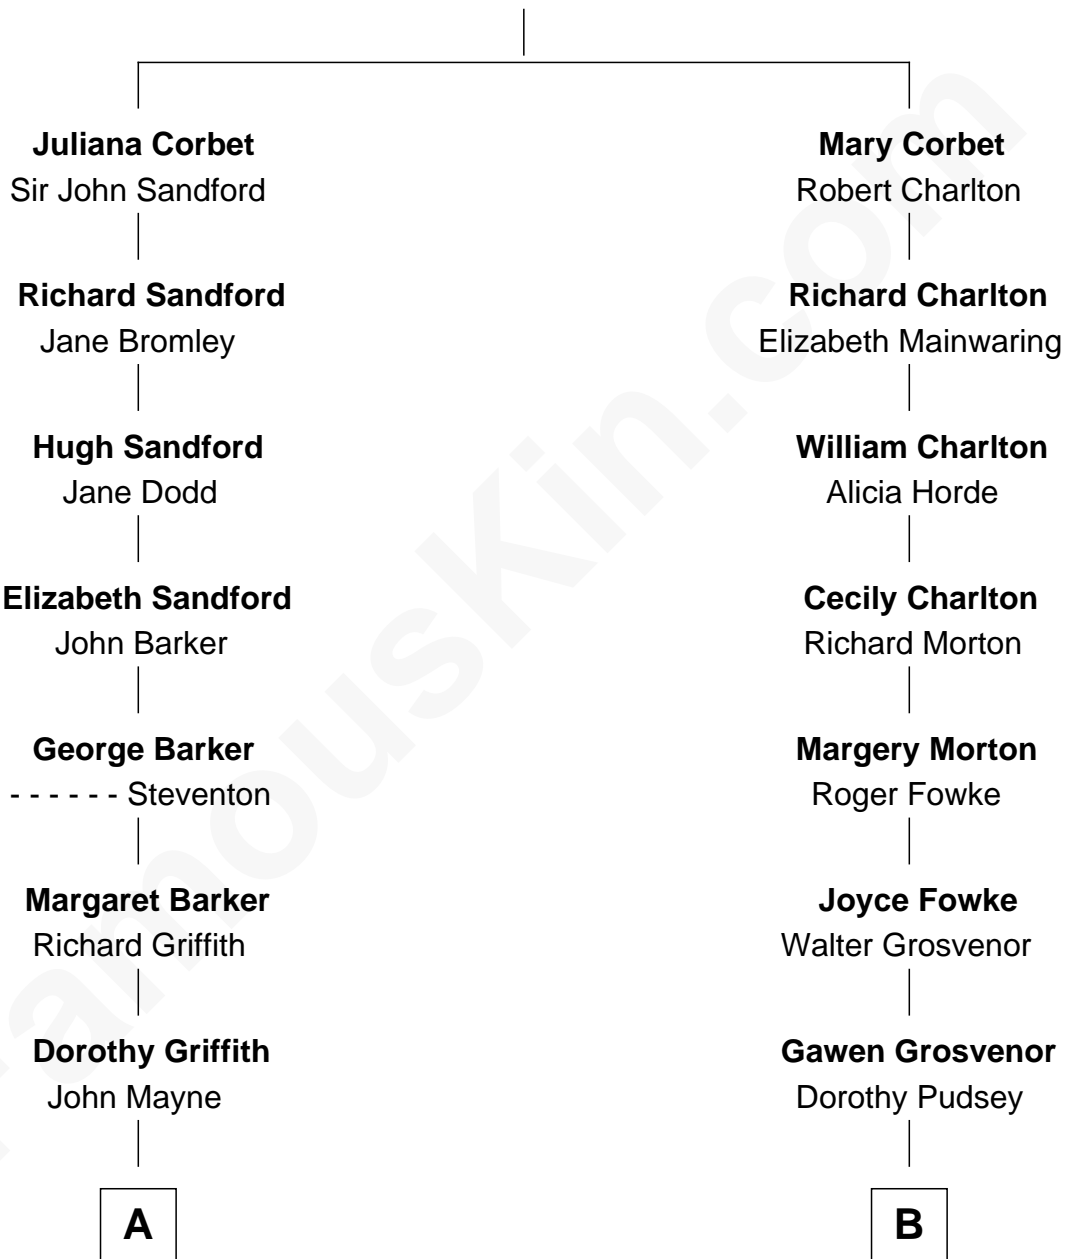 Juliana Corbet
Sir John Sandford
Mary Corbet
Robert Charlton
Richard Sandford
Jane Bromley
Richard Charlton
Elizabeth Mainwaring
Hugh Sandford
Jane Dodd
William Charlton
Alicia Horde
Elizabeth Sandford
John Barker
Cecily Charlton
Richard Morton
George Barker
- - - - - - Steventon
Margery Morton
Roger Fowke
Margaret Barker
Richard Griffith
Joyce Fowke
Walter Grosvenor
Dorothy Griffith
John Mayne
Gawen Grosvenor
Dorothy Pudsey
A
B
FamousKin.com